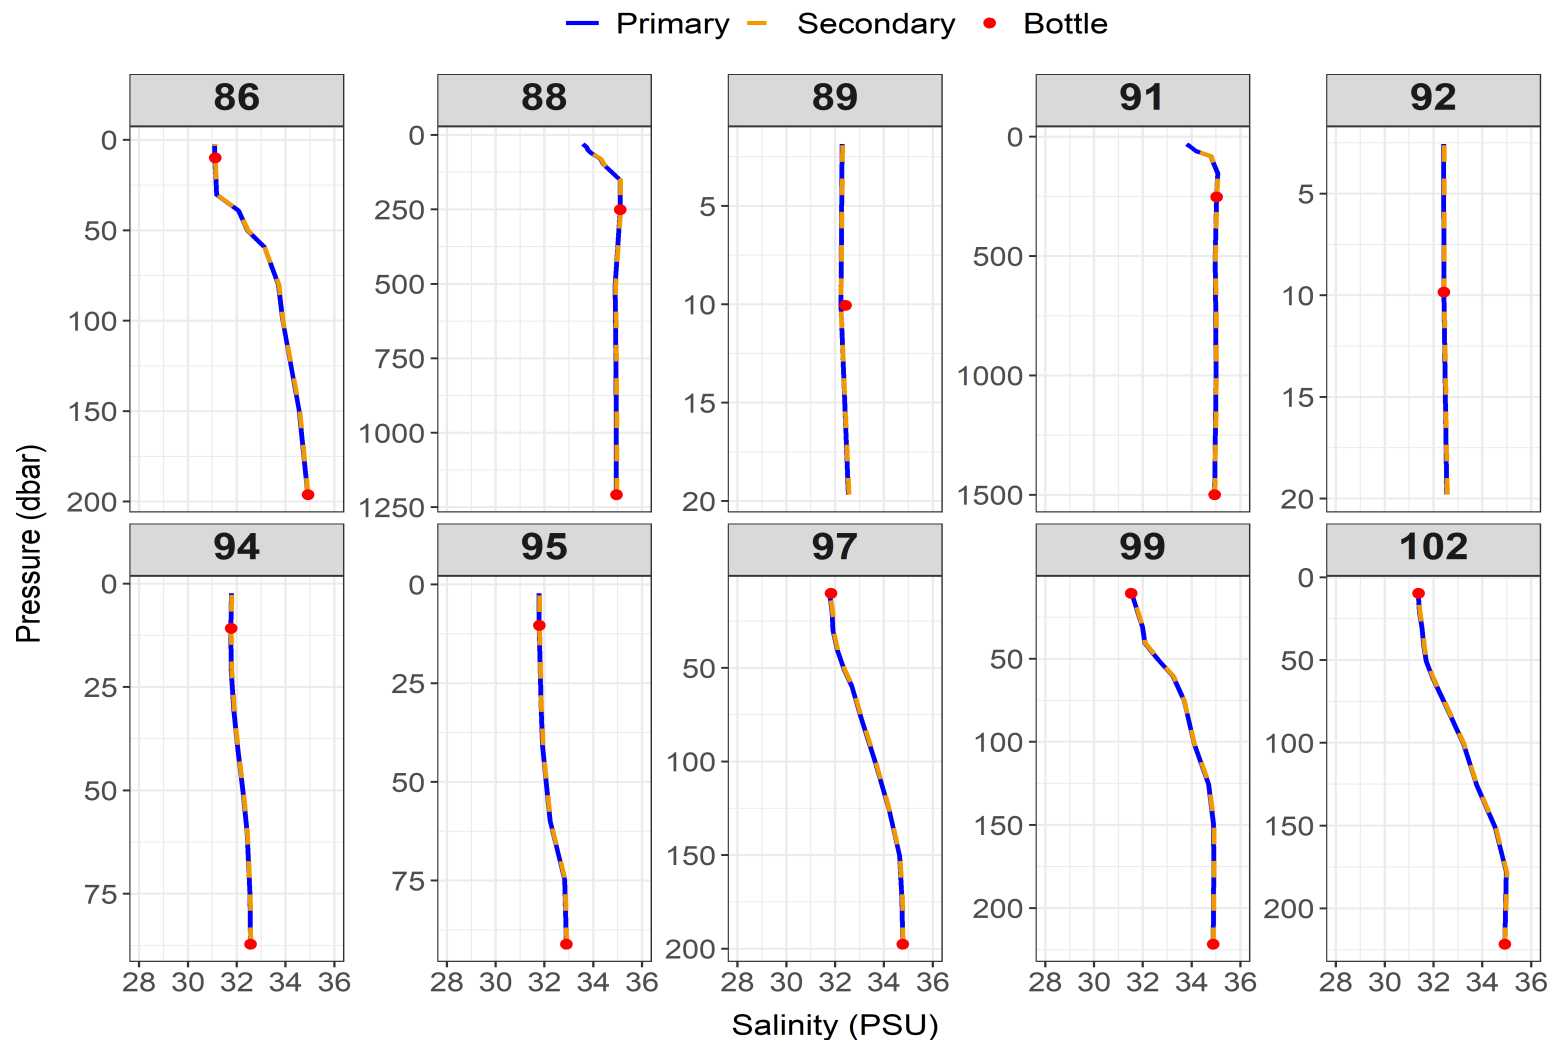 Primary Secondary Bottle
86 88 89 91 92
0 50 100 150 200
0 250 500 750 1000 1250
5 10 15 20
0 500 1000 1500
5 10 15 20
Pressure (dbar)
94 95 97 99 102
0 25 50 75
0 25 50 75
50 100 150 200
50 100 150 200
0 50 100 150 200
28 30 32 34 36 28 30 32 34 36 28 30 32 34 36 28 30 32 34 36 28 30 32 34 36
Salinity (PSU)